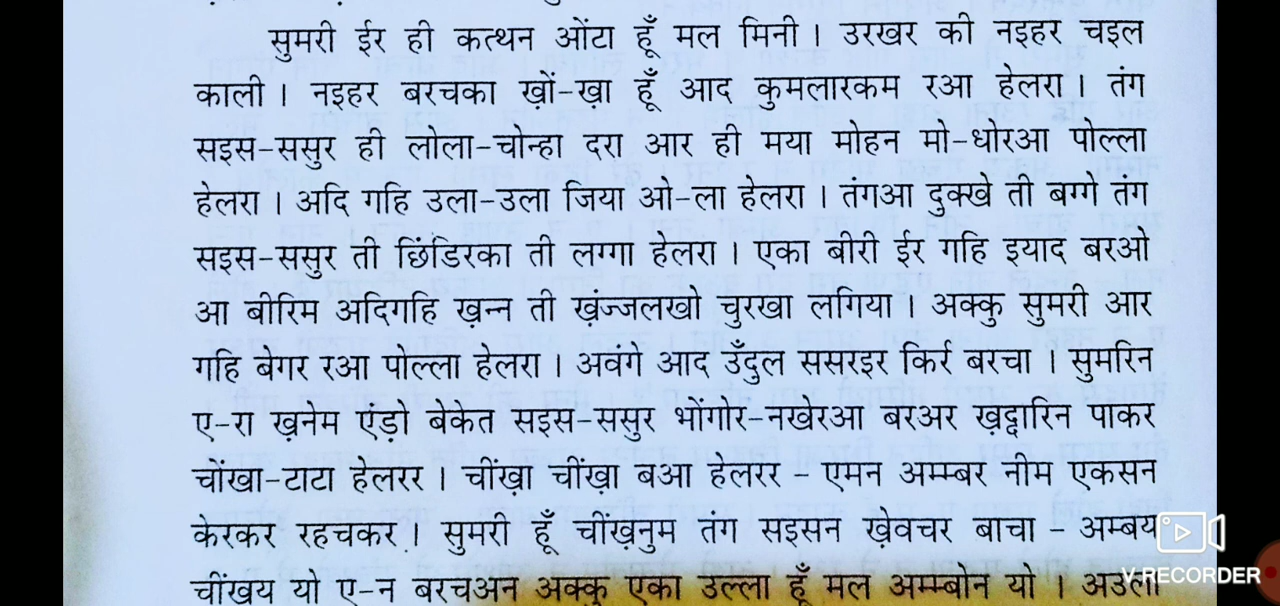 सुमरी ईर ही कत्थन ओंटा हूँ मल मिनी । उरखर की नइहर चइल
काली । नइहर बरचका ख़ों-ख़ा हूँ आद कुमलारकम रआ हेलरा । तंग
सइस-ससुर ही लोला-चोन्हा दरा आर ही मया मोहन मो-धोरआ पोल्ला
हेलरा । अदि गहि उला-उला जिया ओ-ला हेलरा । तंगआ दुक्खे ती बग्गे तंग
सइस-ससुर ती छिंडिरका ती लग्गा हेलरा । एका बीरी ईर गहि इयाद बरओ
आ बीरिम अदिगहि ख़न्न ती ख़ंज्जलखो चुरखा लगिया । अक्कु सुमरी आर
गहि बेगर रआ पोल्ला हेलरा । अवंगे आद उँदुल ससरइर किर्र बरचा । सुमरिन
ए-रा ख़नेम एंड़ो बेकेत सइस-ससुर भोंगोर-नखेरआ बरअर ख़द्दारिन पाकर
चोंखा-टाटा हेलरर । चींख़ा चींख़ा बआ हेलरर – एमन अम्म्बर नीम एकसन
केरकर रहचकर । सुमरी हूँ चींख़नुम तंग सइसन ख़ेवचर बाचा – अम्बय
चींखय यो ए-न बरचअन अक्कु एका उल्ला हूँ मल अम्म्बोन यो । अउला
V-RECORDER